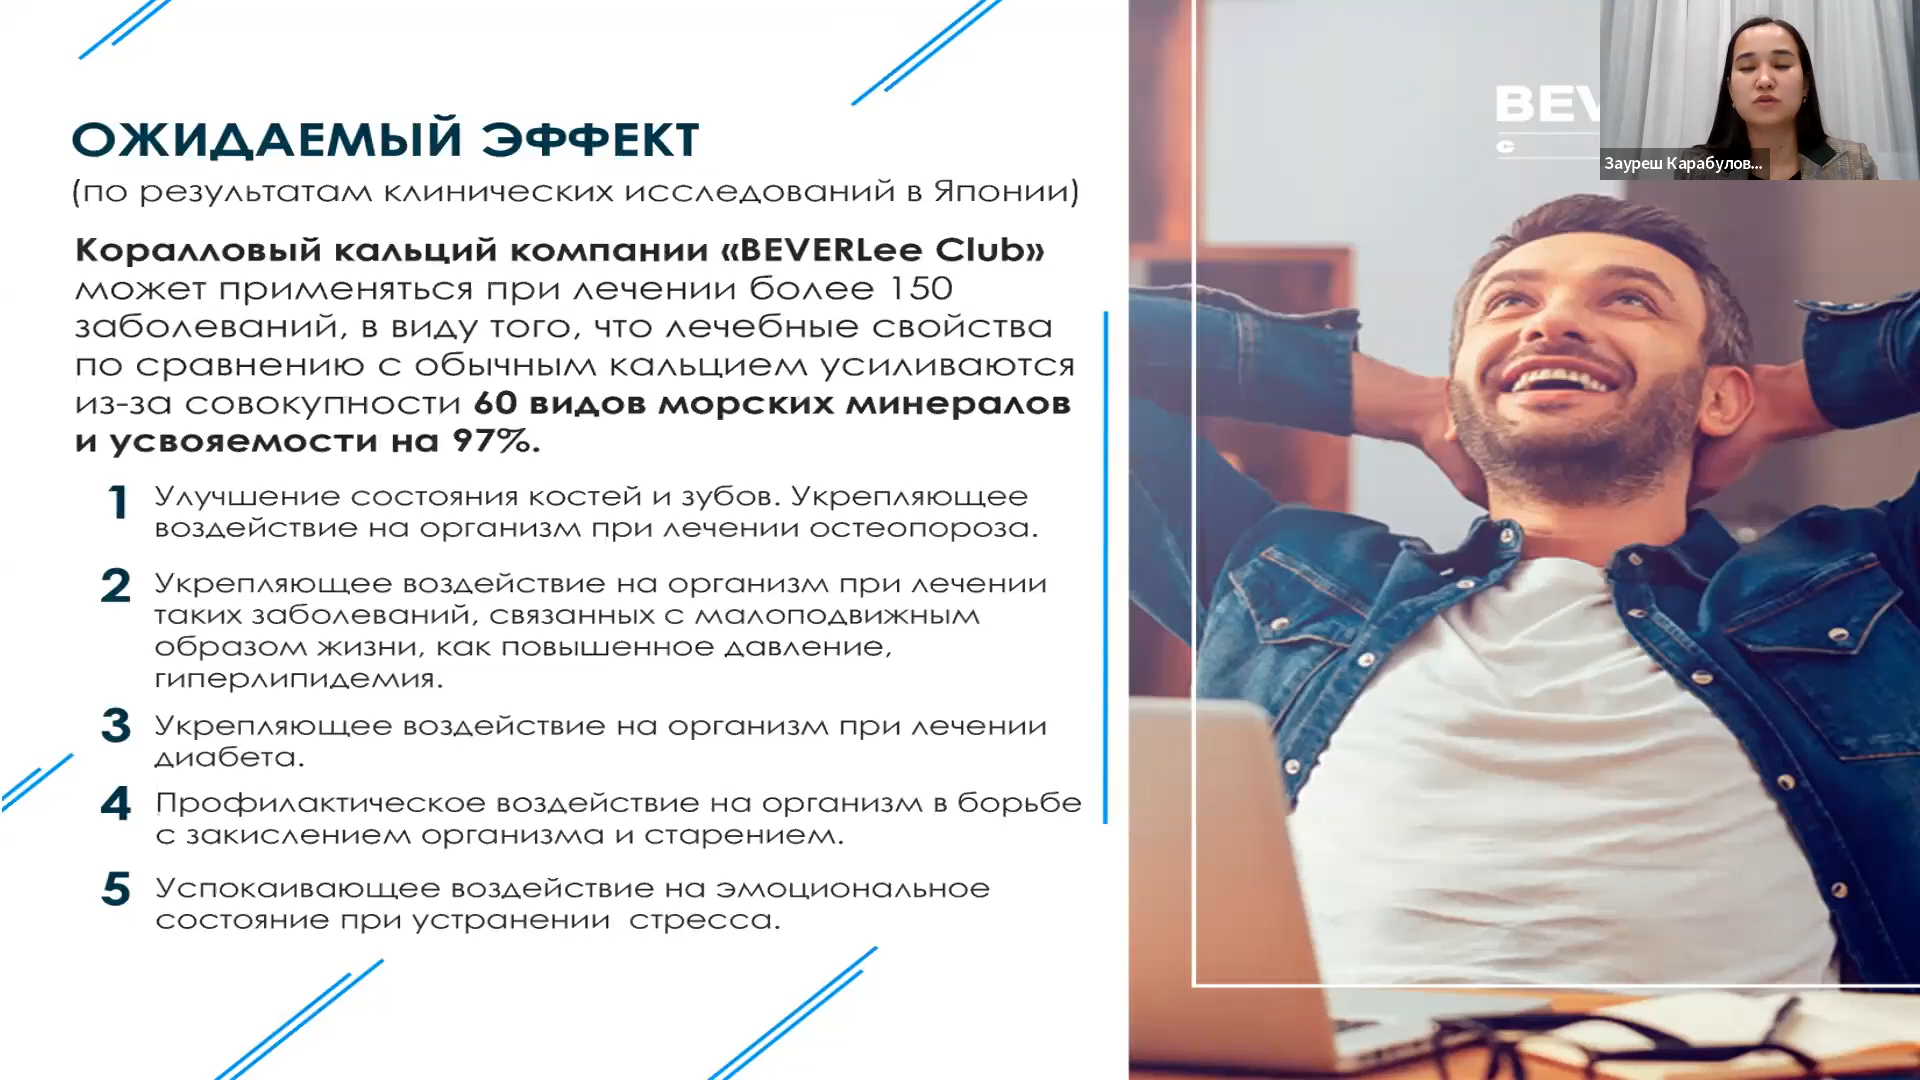 ОЖИДАЕМЫЙ ЭФФЕКТ
(по результатам клинических исследований в Японии)
Коралловый кальций компании «BEVERLee Club»
может применяться при лечении более 150
заболеваний, в виду того, что лечебные свойства
по сравнению с обычным кальцием усиливаются
из-за совокупности 60 видов морских минералов
и усвояемости на 97%.
1 Улучшение состояния костей и зубов. Укрепляющее
воздействие на организм при лечении остеопороза.
2 Укрепляющее воздействие на организм при лечении
таких заболеваний, связанных с малоподвижным
образом жизни, как повышенное давление,
гиперлипидемия.
3 Укрепляющее воздействие на организм при лечении
диабета.
4 Профилактическое воздействие на организм в борьбе
с закислением организма и старением.
5 Успокаивающее воздействие на эмоциональное
состояние при устранении стресса.
BEV
C
Зауреш Карабулов...